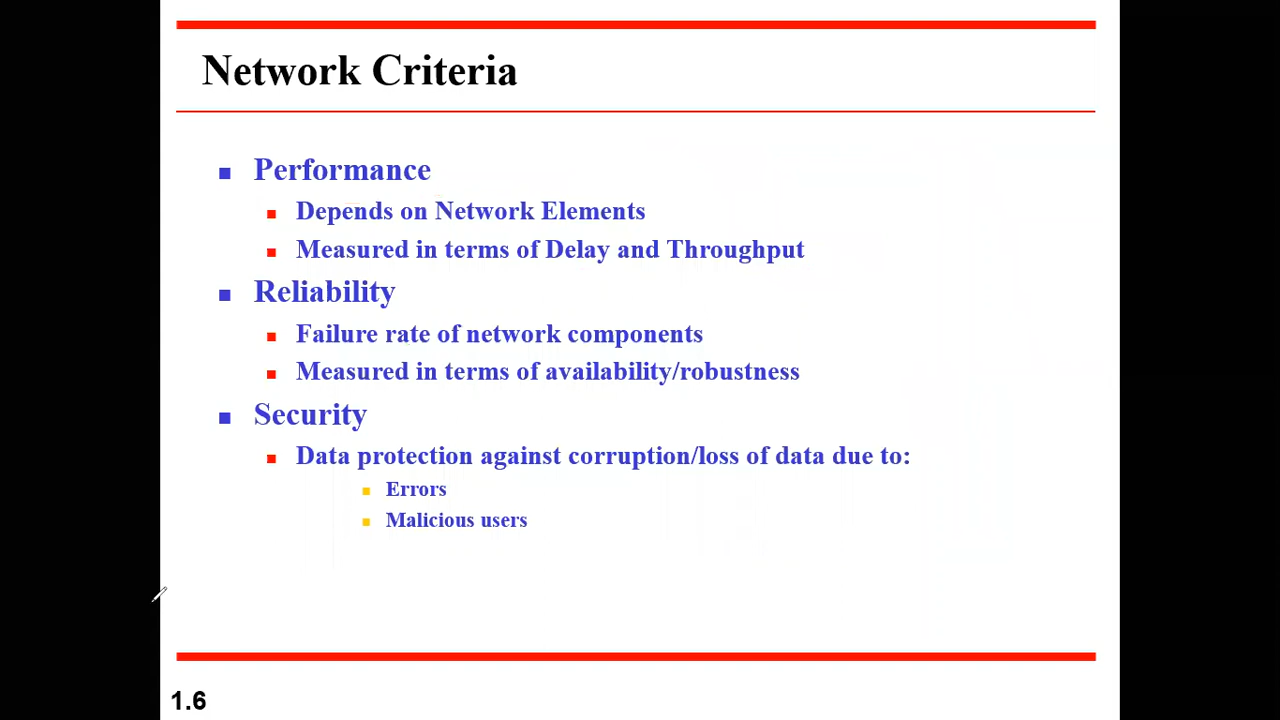 Network Criteria
Performance
Depends on Network Elements
Measured in terms of Delay and Throughput
Reliability
Failure rate of network components
Measured in terms of availability/robustness
Security
Data protection against corruption/loss of data due to:
Errors
Malicious users
1.6